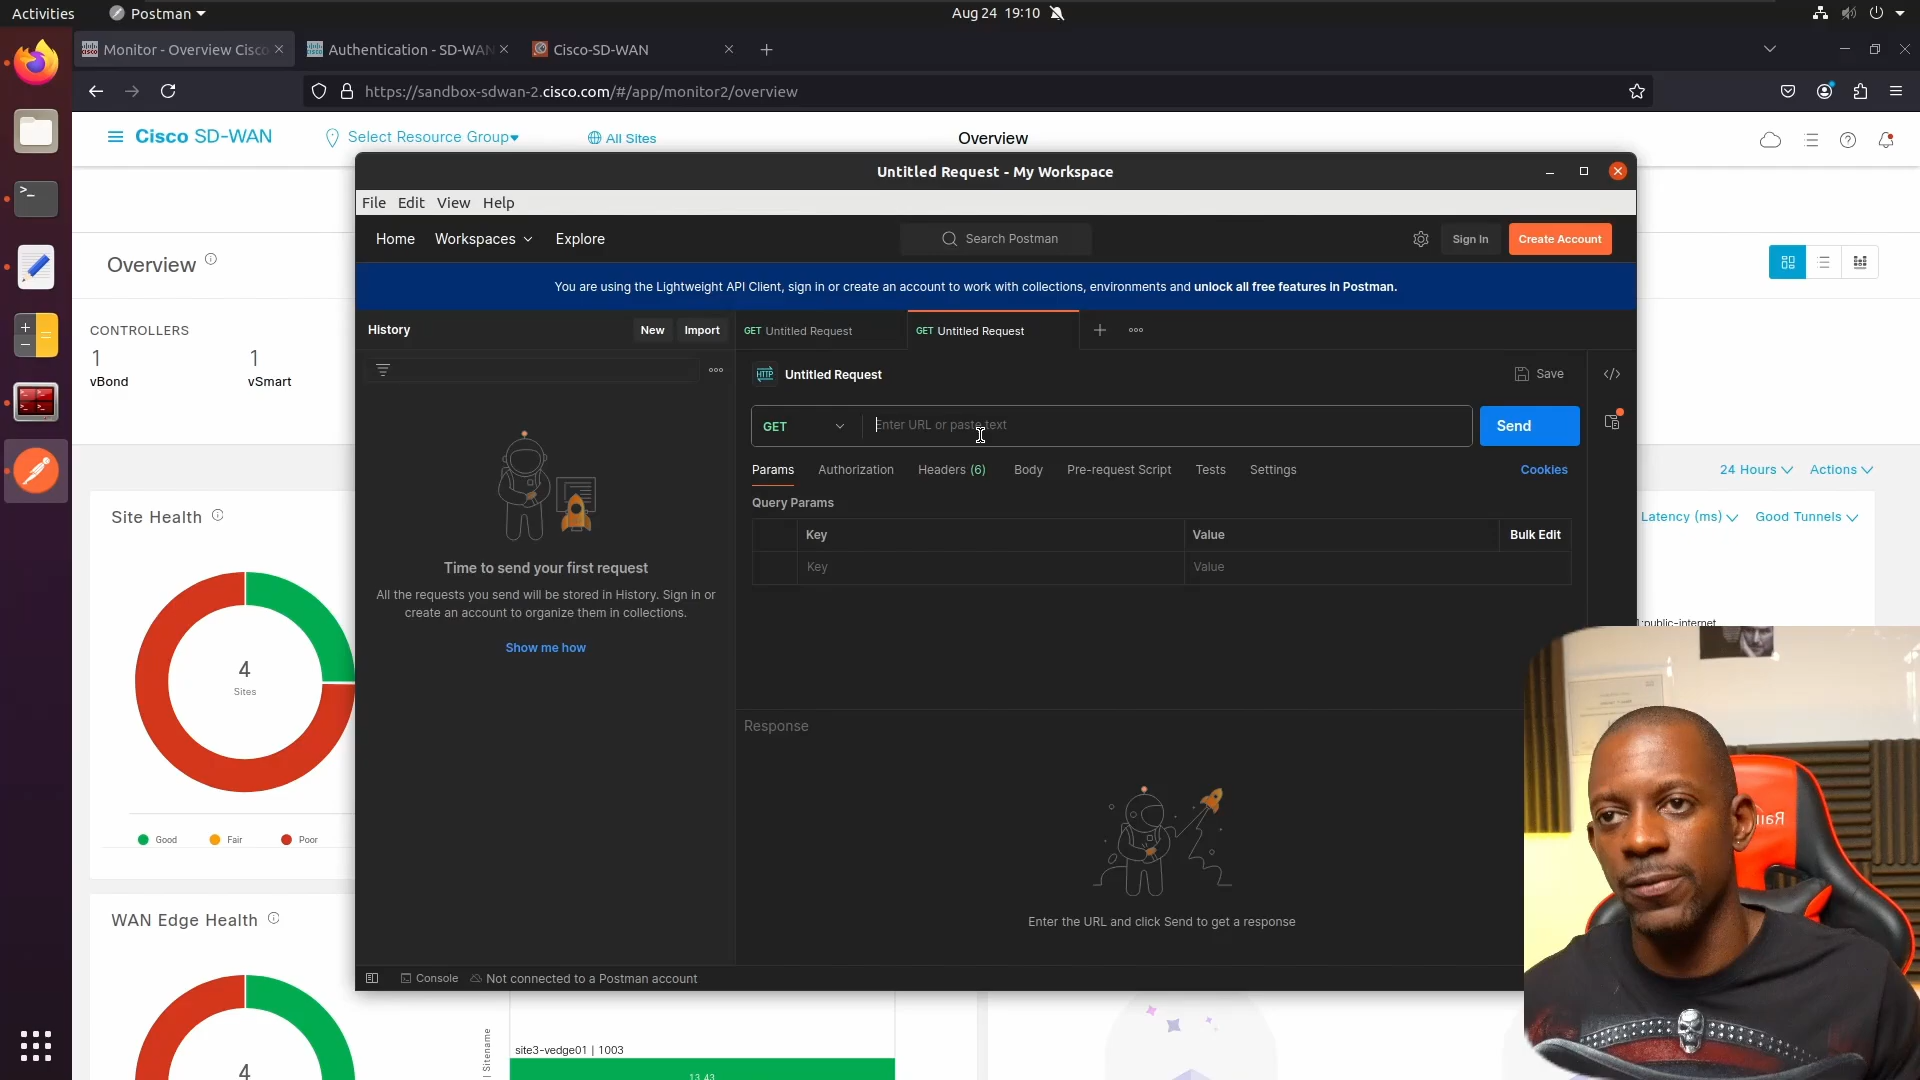 Activities
Postman
Aug 24 19:10
Monitor - Overview Cisco
Authentication - SD-WAN
Cisco-SD-WAN
https://sandbox-sdwan-2.cisco.com/#/app/monitor2/overview
Cisco SD-WAN
Select Resource Group
All Sites
Overview
Untitled Request - My Workspace
File Edit View Help
Home
Workspaces
Explore
Search Postman
Sign In
Create Account
You are using the Lightweight API Client, sign in or create an account to work with collections, environments and unlock all free features in Postman.
Overview
CONTROLLERS
1
vBond
1
vSmart
History
New
Import
GET Untitled Request
GET Untitled Request
HTTP
Untitled Request
Save
GET
Enter URL or paste text
Send
Params
Authorization
Headers (6)
Body
Pre-request Script
Tests
Settings
Cookies
Query Params
Key
Value
Bulk Edit
Key
Value
Time to send your first request
All the requests you send will be stored in History. Sign in or
create an account to organize them in collections.
Show me how
Response
Enter the URL and click Send to get a response
Console
Not connected to a Postman account
24 Hours
Actions
Latency (ms)
Good Tunnels
:public-internet
Site Health
4
Sites
Good
Fair
Poor
WAN Edge Health
4
Sitename
site3-vedge01 | 1003
13.43